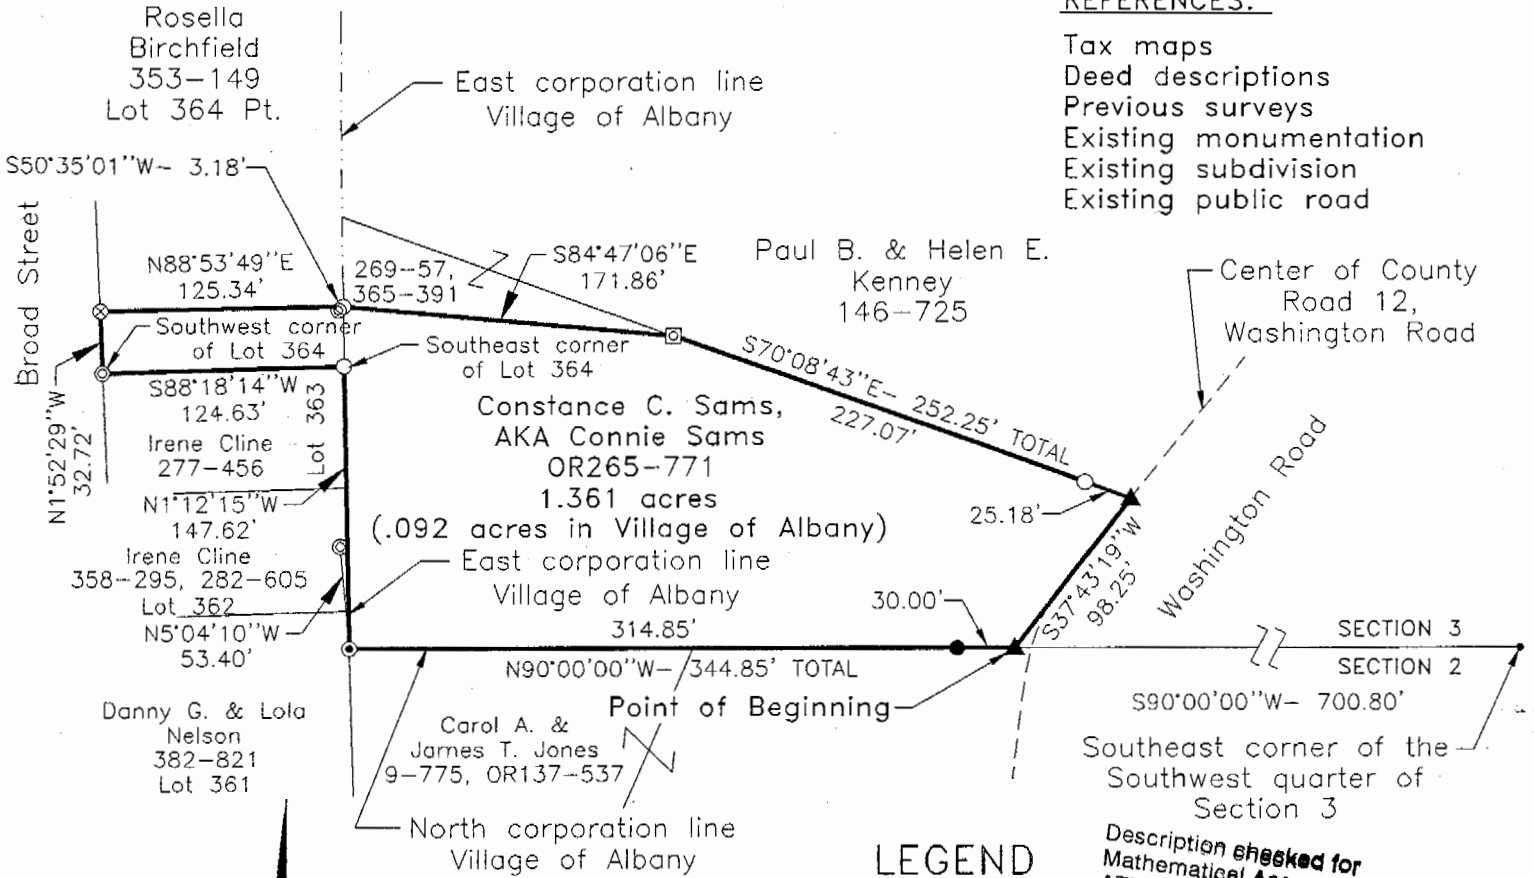 REFERENCES:
Tax maps
Deed descriptions
Previous surveys
Existing monumentation
Existing subdivision
Existing public road
Rosella
Birchfield
353-149
Lot 364 Pt.
East corporation line
Village of Albany
S50°35'01"W- 3.18'
Broad Street
N88°53'49"E
125.34'
269-57,
365-391
S84°47'06"E
171.86'
Paul B. & Helen E.
Kenney
146-725
Center of County
Road 12,
Washington Road
Southwest corner
of Lot 364
Southeast corner
of Lot 364
S70°08'43"E- 252.25' TOTAL
227.07'
S88°18'14"W
124.63'
N1°52'29"W-
32.72'
Lot 363
Irene Cline
277-456
Constance C. Sams,
AKA Connie Sams
OR265-771
1.361 acres
(.092 acres in Village of Albany)
N1°12'15"W
147.62'
25.18'
Washington Road
Irene Cline
358-295, 282-605
Lot 362
East corporation line
Village of Albany
S37°43'19"W
98.25'
N5°04'10"W
53.40'
314.85'
30.00'
N90°00'00"W- 344.85' TOTAL
SECTION 3
SECTION 2
Point of Beginning
S90°00'00"W- 700.80'
Danny G. & Lola
Nelson
382-821
Lot 361
Carol A. &
James T. Jones
9-775, OR137-537
Southeast corner of the
Southwest quarter of
Section 3
North corporation line
Village of Albany
LEGEND
Description checked for
Mathematical